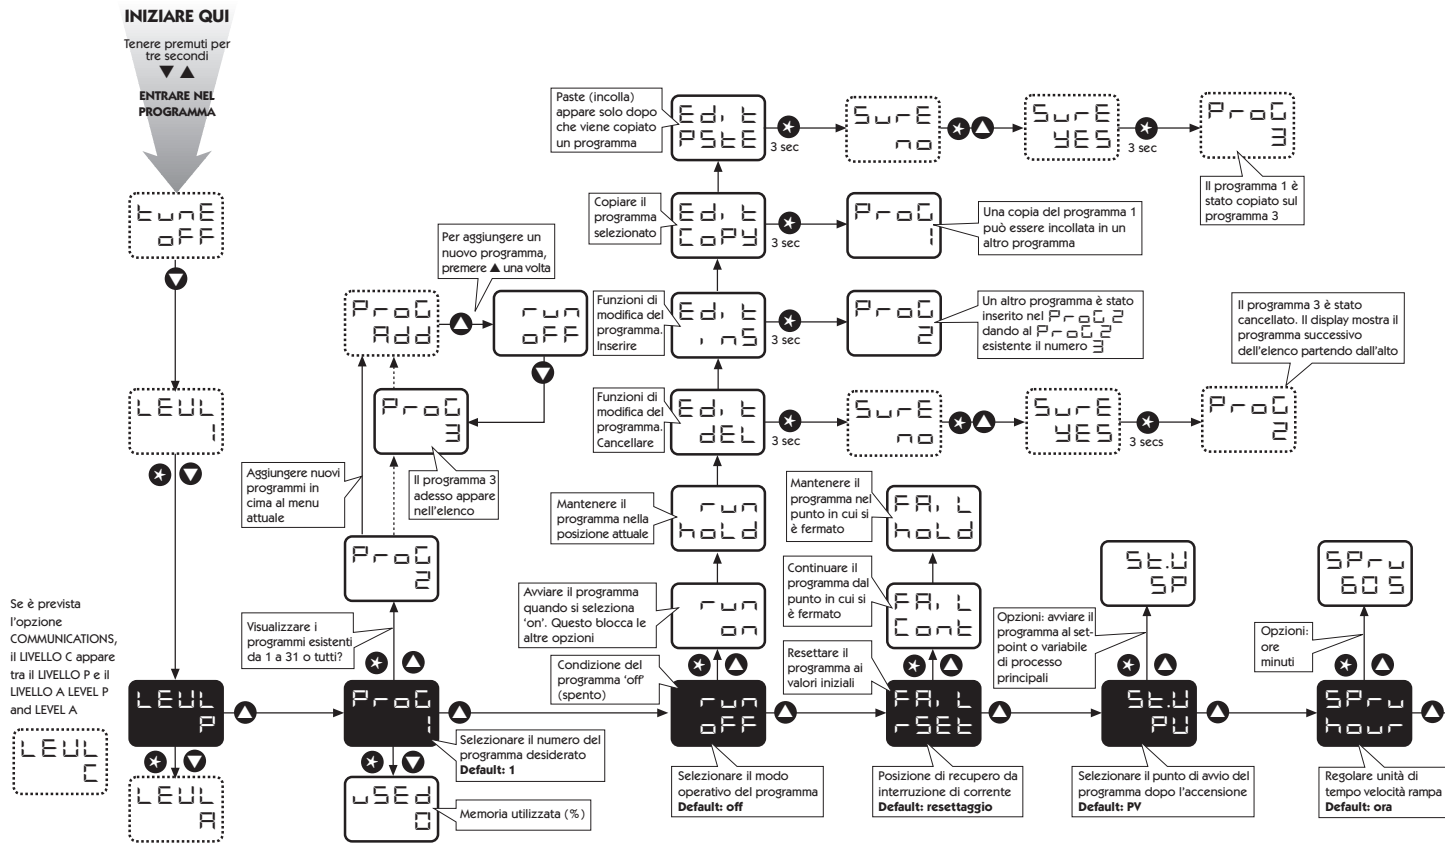 INIZIARE QUI
Tenere premuti per
tre secondi
▼ ▲
ENTRARE NEL
PROGRAMMA
tunE
oFF
LEVL
1
Se è prevista
l'opzione
COMMUNICATIONS,
il LIVELLO C appare
tra il LIVELLO P e il
LIVELLO A LEVEL P
and LEVEL A
LEVL
C
LEVL
P
LEVL
A
Aggiungere nuovi
programmi in
cima al menu
attuale
ProG
Add
Per aggiungere un
nuovo programma,
premere ▲ una volta
run
oFF
ProG
3
Il programma 3
adesso appare
nell'elenco
ProG
2
Visualizzare i
programmi esistenti
da 1 a 31 o tutti?
ProG
1
Selezionare il numero del
programma desiderato
Default: 1
uSEd
0
Memoria utilizzata (%)
Paste (incolla)
appare solo dopo
che viene copiato
un programma
Edit
PStE
3 sec
SurE
no
SurE
YES
3 sec
ProG
3
Il programma 1 è
stato copiato sul
programma 3
Copiare il
programma
selezionato
Edit
CoPY
3 sec
ProG
1
Una copia del programma 1
può essere incollata in un
altro programma
Funzioni di
modifica del
programma.
Inserire
Edit
inS
3 sec
ProG
2
Un altro programma è stato
inserito nel ProG 2
dando al ProG 2
esistente il numero 3
Funzioni di
modifica del
programma.
Cancellare
Edit
dEL
3 sec
SurE
no
SurE
YES
3 secs
ProG
2
Il programma 3 è stato
cancellato. Il display mostra il
programma successivo
dell'elenco partendo dall'alto
Mantenere il
programma nella
posizione attuale
run
hoLd
Avviare il programma
quando si seleziona
'on'. Questo blocca le
altre opzioni
run
on
Condizione del
programma 'off'
(spento)
run
oFF
Selezionare il modo
operativo del programma
Default: off
Mantenere il
programma nel
punto in cui si
è fermato
FAiL
hoLd
Continuare il
programma dal
punto in cui si
è fermato
FAiL
Cont
Resettare il
programma ai
valori iniziali
FAiL
rSEt
Posizione di recupero da
interruzione di corrente
Default: resettaggio
St.V
SP
Opzioni: avviare il
programma al set-
point o variabile
di processo
principali
St.V
PV
Selezionare il punto di avvio del
programma dopo l'accensione
Default: PV
SPru
60 S
Opzioni:
ore
minuti
SPru
hour
Regolare unità di
tempo velocità rampa
Default: ora